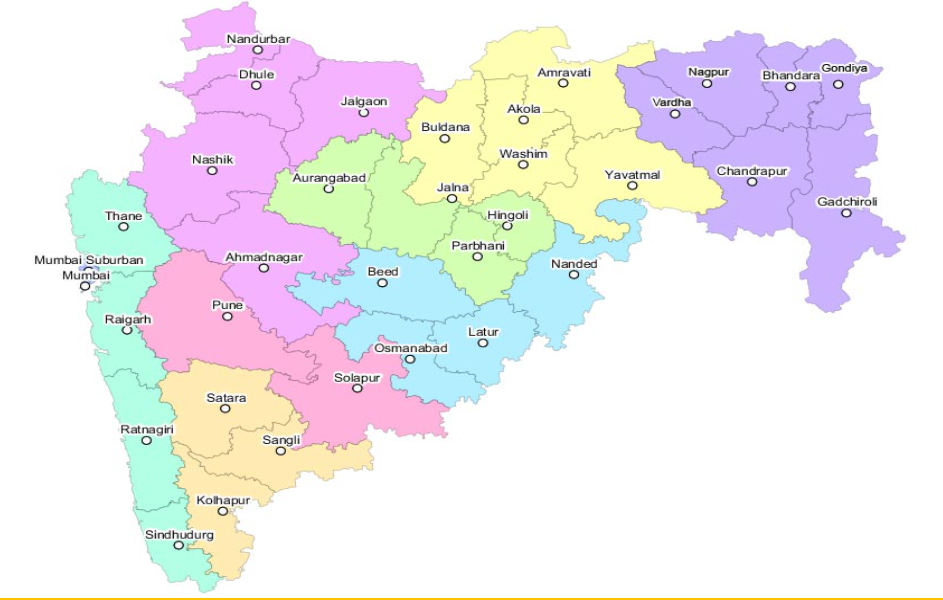 Nandurbar
Dhule
Jalgaon
Amravati
Nagpur
Bhandara
Gondiya
Akola
Vardha
Buldana
Nashik
Aurangabad
Washim
Jalna
Yavatmal
Chandrapur
Gadchiroli
Thane
Hingoli
Parbhani
Mumbai Suburban
Mumbai
Ahmadnagar
Beed
Nanded
Raigarh
Pune
Latur
Osmanabad
Solapur
Satara
Ratnagiri
Sangli
Kolhapur
Sindhudurg